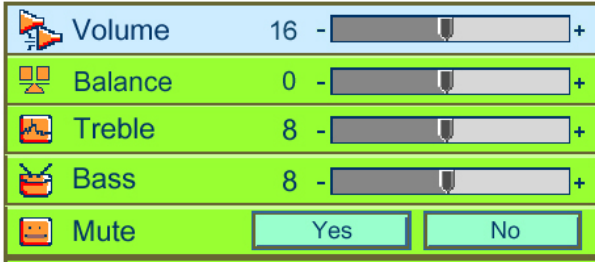 Volume 16 - +
Balance 0 - +
Treble 8 - +
Bass 8 - +
Mute Yes No